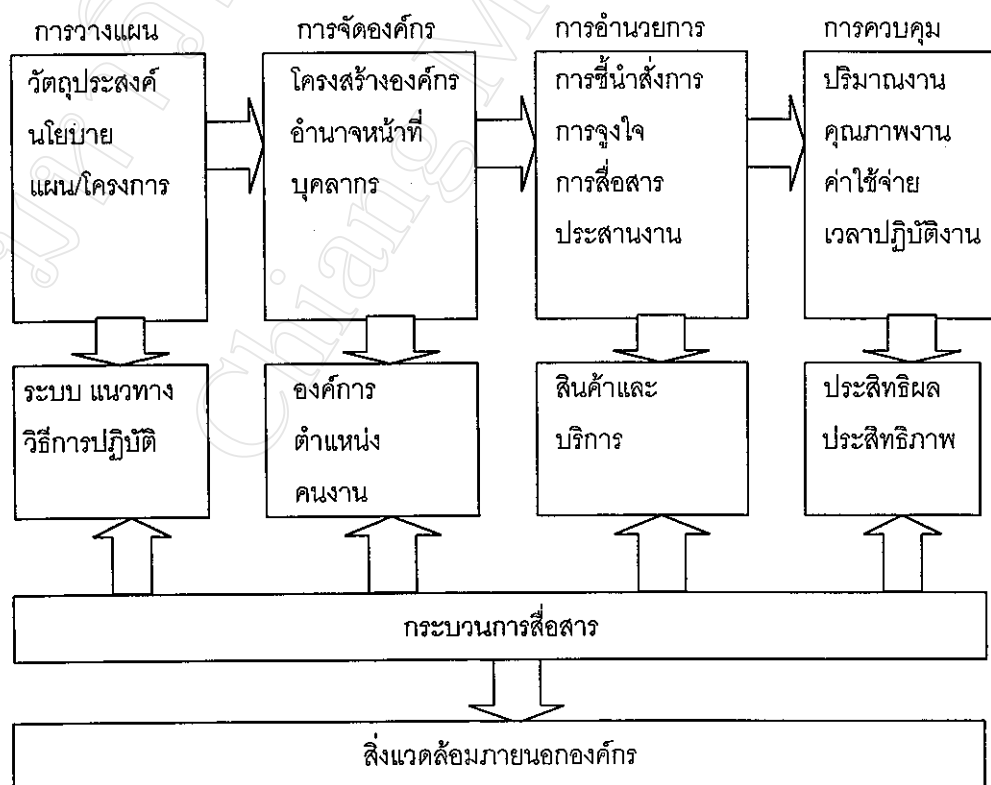 การวางแผน
วัตถุประสงค์
นโยบาย
แผน/โครงการ
การจัดองค์กร
โครงสร้างองค์กร
อำนาจหน้าที่
บุคลากร
การอำนวยการ
การชี้นำสั่งการ
การจูงใจ
การสื่อสาร
ประสานงาน
การควบคุม
ปริมาณงาน
คุณภาพงาน
ค่าใช้จ่าย
เวลาปฏิบัติงาน
ระบบ แนวทาง
วิธีการปฏิบัติ
องค์การ
ตำแหน่ง
คนงาน
สินค้าและ
บริการ
ประสิทธิผล
ประสิทธิภาพ
กระบวนการสื่อสาร
สิ่งแวดล้อมภายนอกองค์กร
Chiang M